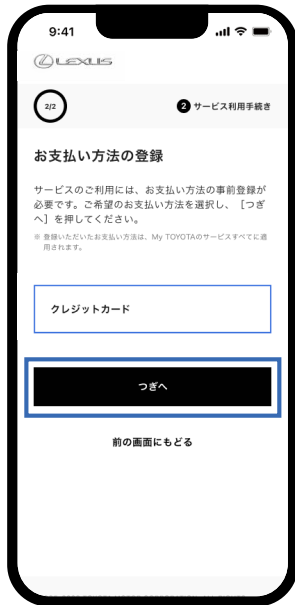 9:41
LEXUS
2/2
2 サービス利用手続き
お支払い方法の登録
サービスのご利用には、お支払い方法の事前登録が
必要です。ご希望のお支払い方法を選択し、［つぎ
へ］を押してください。
※ 登録いただいたお支払い方法は、My TOYOTAのサービスすべてに適
用されます。
クレジットカード
つぎへ
前の画面にもどる